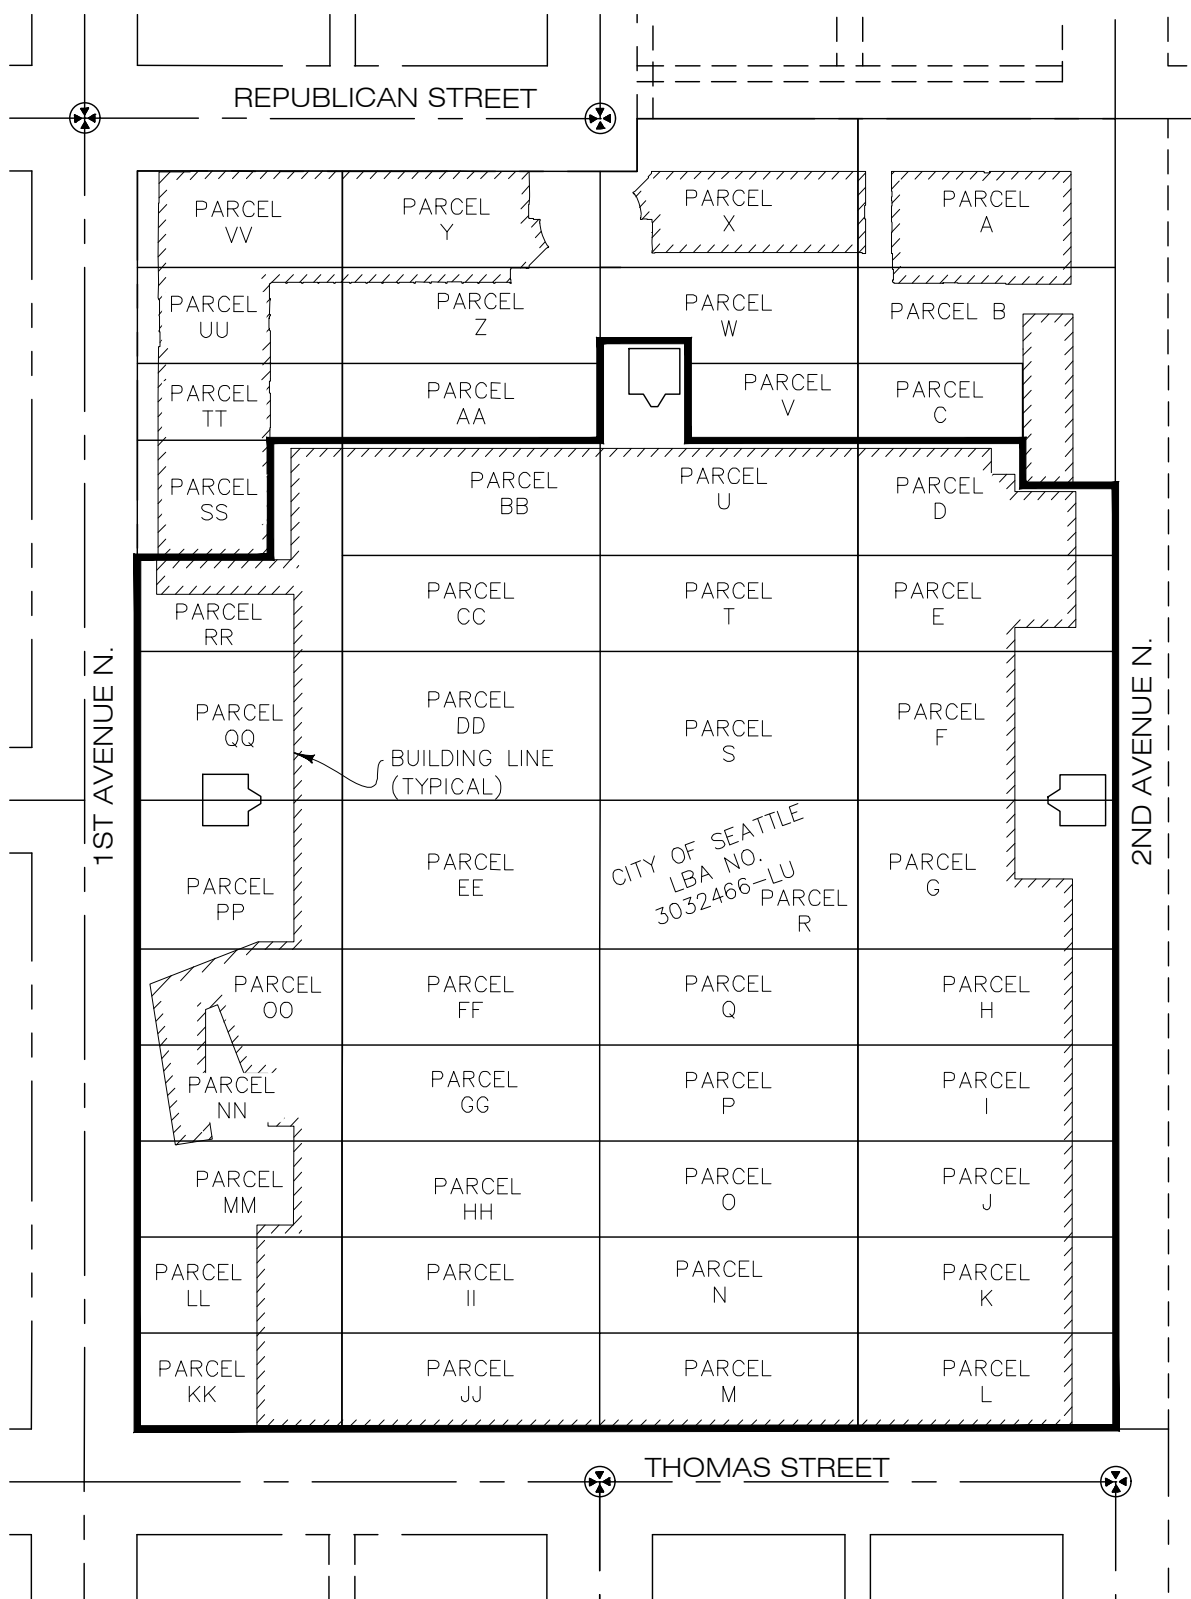 REPUBLICAN STREET
PARCEL
VV
PARCEL
Y
PARCEL
X
PARCEL
A
PARCEL
UU
PARCEL
Z
PARCEL
W
PARCEL B
PARCEL
TT
PARCEL
AA
PARCEL
V
PARCEL
C
PARCEL
SS
PARCEL
BB
PARCEL
U
PARCEL
D
PARCEL
RR
PARCEL
CC
PARCEL
T
PARCEL
E
1ST AVENUE N.
2ND AVENUE N.
PARCEL
QQ
PARCEL
DD
PARCEL
S
PARCEL
F
BUILDING LINE
(TYPICAL)
CITY OF SEATTLE
LBA NO.
3032466-LU
PARCEL
PP
PARCEL
EE
PARCEL
R
PARCEL
G
PARCEL
OO
PARCEL
FF
PARCEL
Q
PARCEL
H
PARCEL
NN
PARCEL
GG
PARCEL
P
PARCEL
I
PARCEL
MM
PARCEL
HH
PARCEL
O
PARCEL
J
PARCEL
LL
PARCEL
II
PARCEL
N
PARCEL
K
PARCEL
KK
PARCEL
JJ
PARCEL
M
PARCEL
L
THOMAS STREET